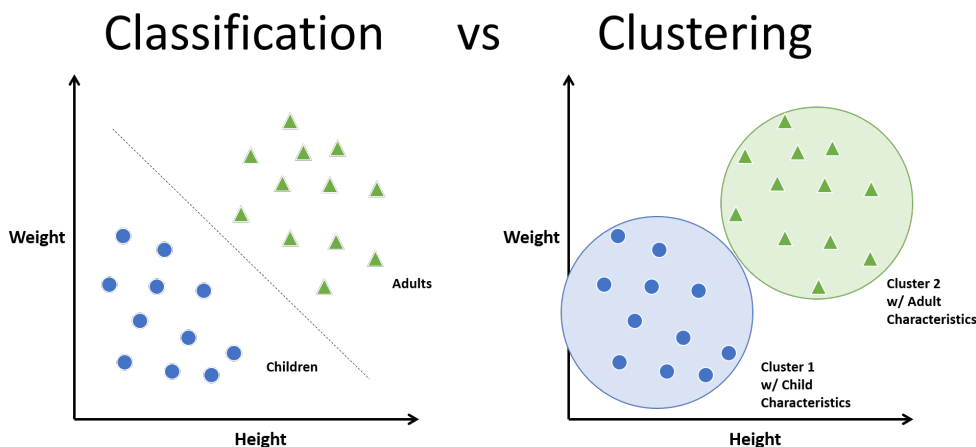 Classification vs Clustering
Weight
Adults
Children
Height
Weight
Cluster 2
w/ Adult
Characteristics
Cluster 1
w/ Child
Characteristics
Height